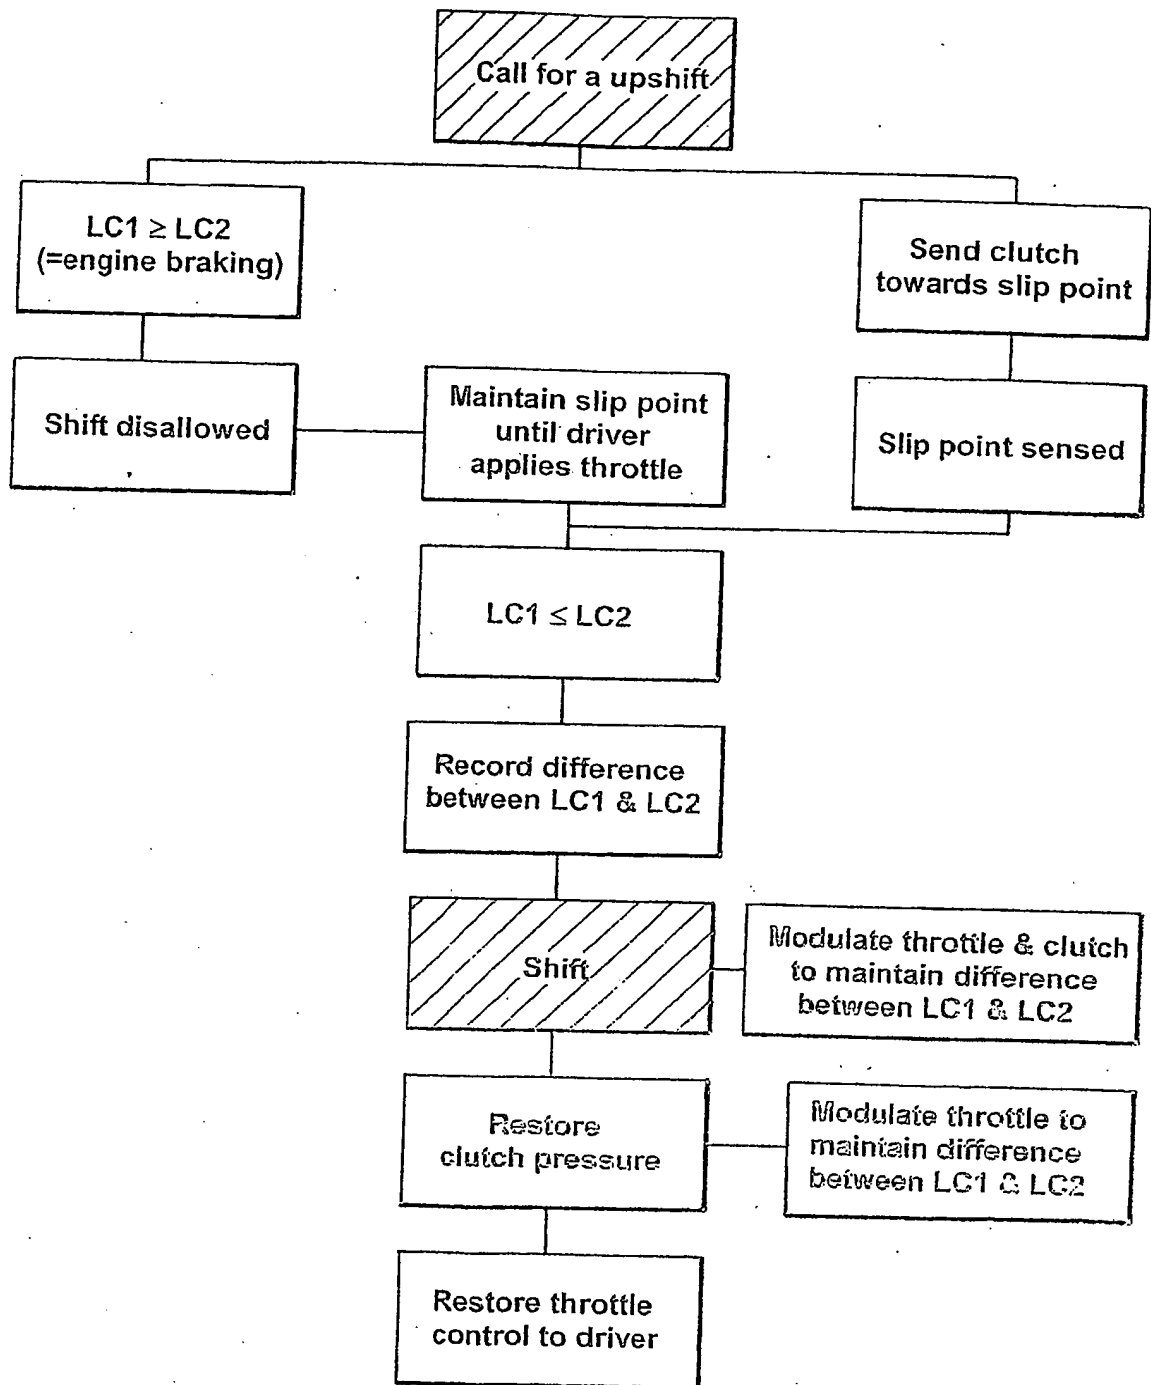 Call for a upshift
LC1 ≥ LC2
(=engine braking)
Send clutch
towards slip point
Shift disallowed
Maintain slip point
until driver
applies throttle
Slip point sensed
LC1 ≤ LC2
Record difference
between LC1 & LC2
Shift
Modulate throttle & clutch
to maintain difference
between LC1 & LC2
Restore
clutch pressure
Modulate throttle to
maintain difference
between LC1 & LC2
Restore throttle
control to driver